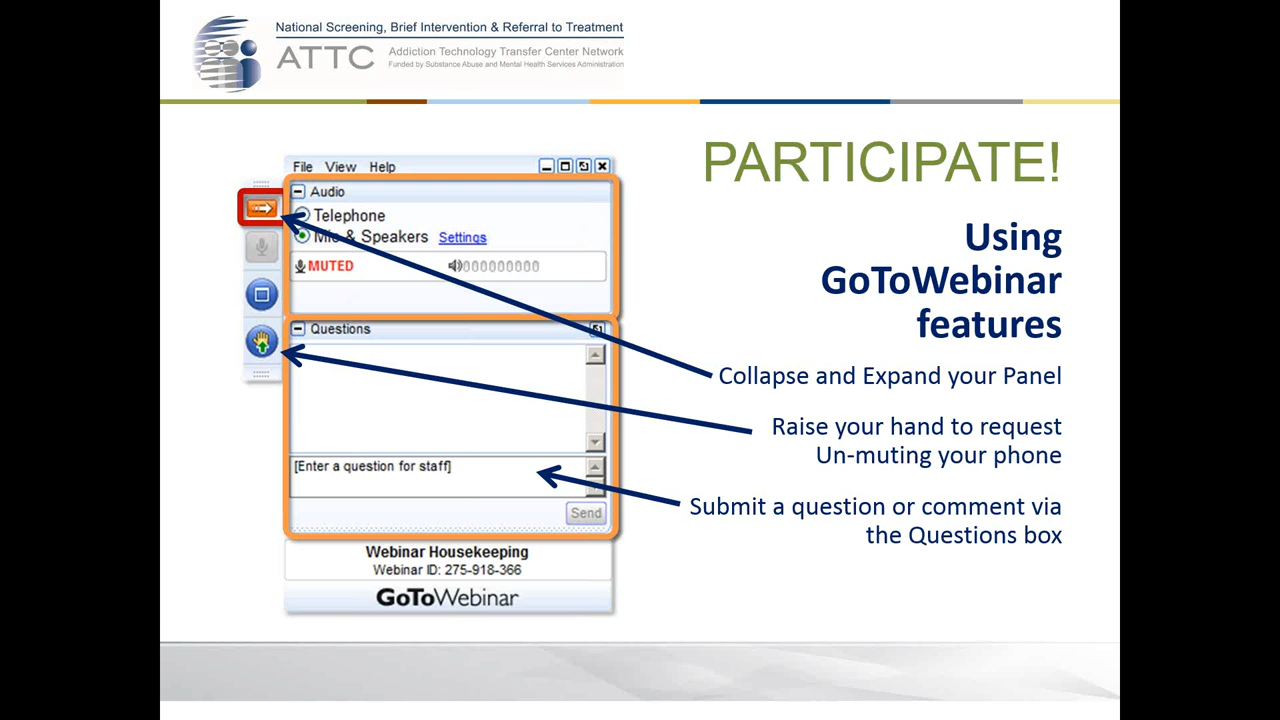 National Screening, Brief Intervention & Referral to Treatment
ATTC
Addiction Technology Transfer Center Network
Funded by Substance Abuse and Mental Health Services Administration
PARTICIPATE!
Using
GoToWebinar
features
Collapse and Expand your Panel
Raise your hand to request
Un-muting your phone
Submit a question or comment via
the Questions box
File View Help
Audio
Telephone
Mic & Speakers Settings
MUTED
Questions
[Enter a question for staff]
Send
Webinar Housekeeping
Webinar ID: 275-918-366
GoToWebinar